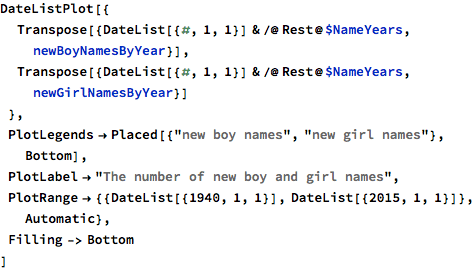 DateListPlot[{
Transpose[{DateList[{#, 1, 1}] & /@ Rest@$NameYears,
newBoyNamesByYear}],
Transpose[{DateList[{#, 1, 1}] & /@ Rest@$NameYears,
newGirlNamesByYear}]
},
PlotLegends → Placed[{"new boy names", "new girl names"},
Bottom],
PlotLabel → "The number of new boy and girl names",
PlotRange → {{DateList[{1940, 1, 1}], DateList[{2015, 1, 1}]},
Automatic},
Filling -> Bottom
]